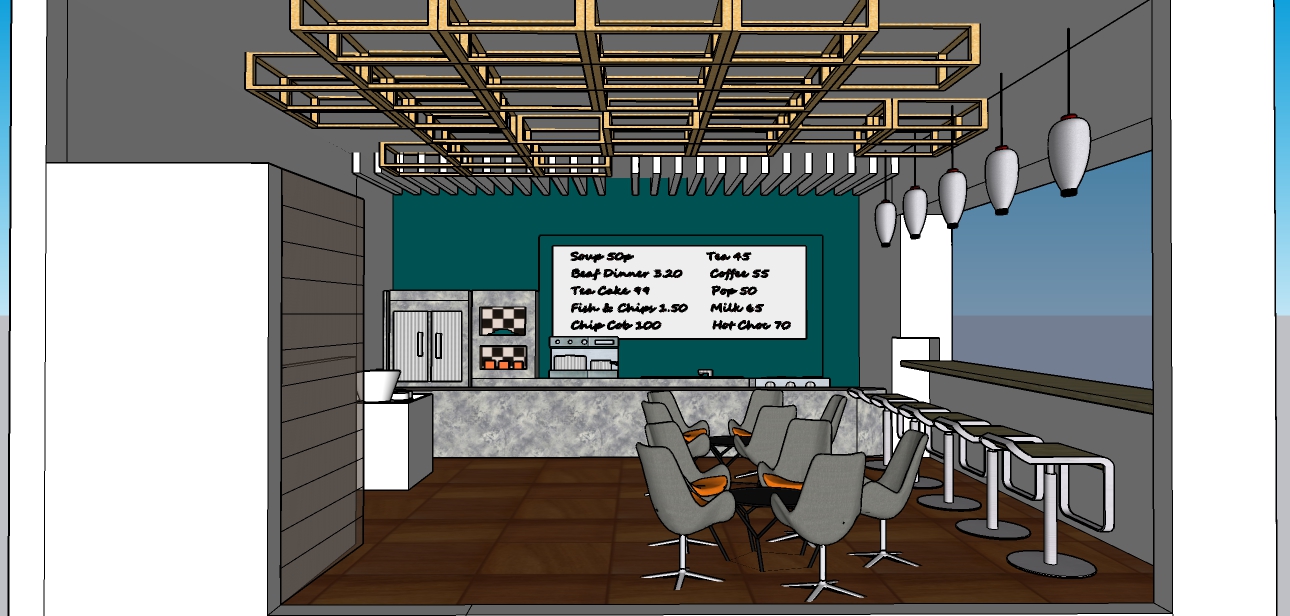 Soup 50p
Beaf Dinner 3.20
Tea Cake 99
Fish & Chips 1.50
Chip Cob 100
Tea 45
Coffee 55
Pop 50
Milk 65
Hot Choc 70